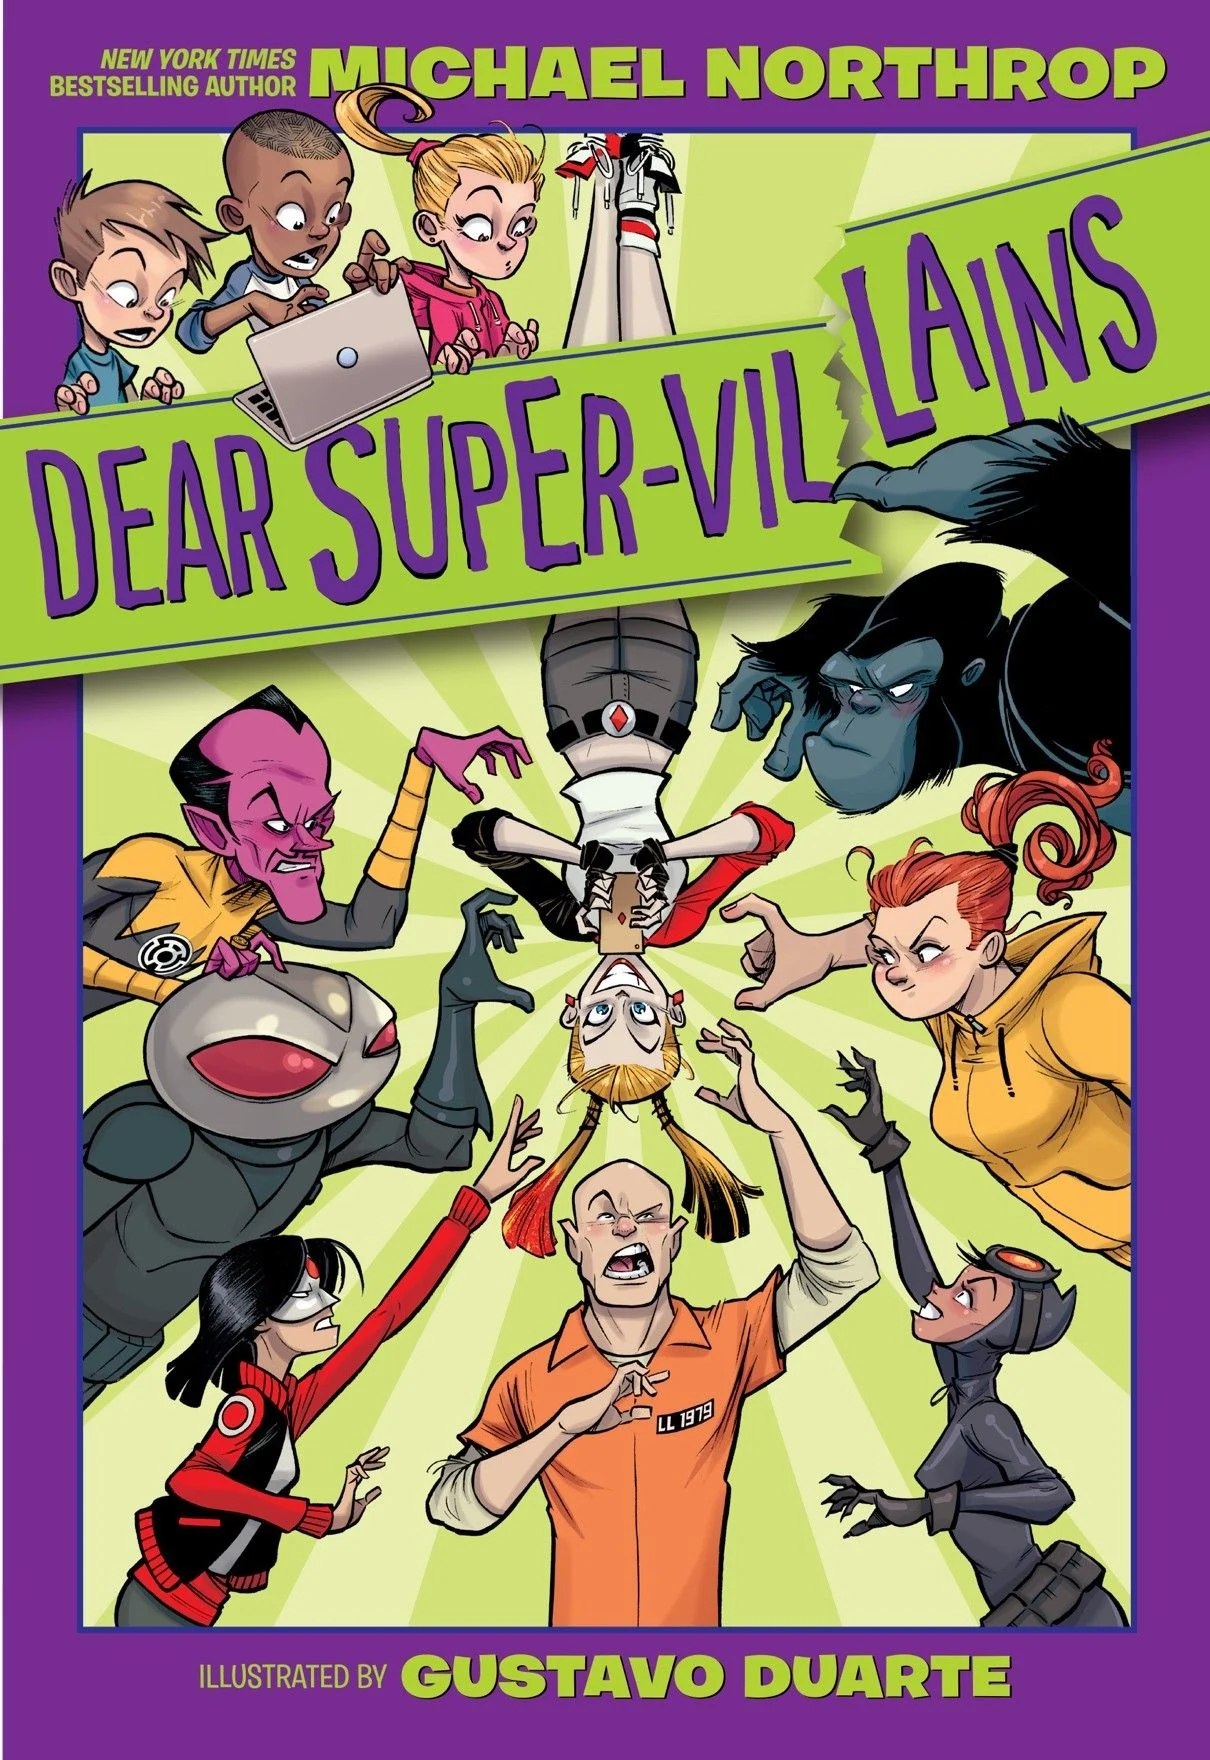 NEW YORK TIMES
BESTSELLING AUTHOR
MICHAEL NORTHROP
DEAR SUPER-VILLAINS
LL 1979
ILLUSTRATED BY GUSTAVO DUARTE